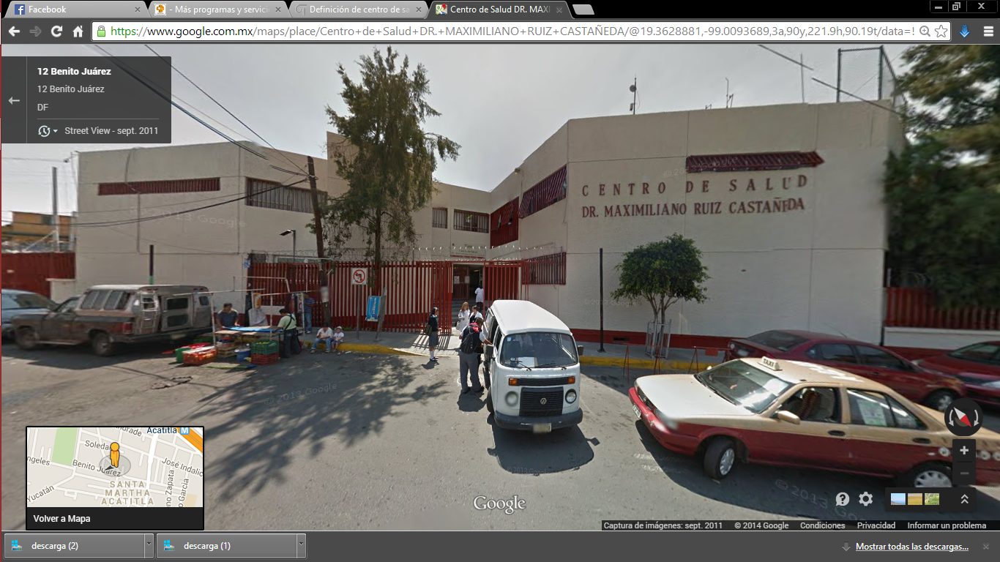 Facebook
- Más programas y servici
Definición de centro de sa
Centro de Salud DR. MAXI
https://www.google.com.mx/maps/place/Centro+de+Salud+DR.+MAXIMILIANO+RUIZ+CASTAÑEDA/@19.3628881,-99.0093689,3a,90y,221.9h,90.19t/data=!
12 Benito Juárez
12 Benito Juárez
DF
Street View - sept. 2011
CENTRO DE SALUD
DR. MAXIMILIANO RUIZ CASTAÑEDA
© 2013 Google
TAXI
Acatitla M
Soledad
Benito Juárez
José Indalic
Yucatán
SANTA
MARTHA
ACATITLA
Volver a Mapa
Google
Captura de imágenes: sept. 2011
© 2014 Google
Condiciones
Privacidad
Informar un problema
descarga (2)
descarga (1)
Mostrar todas las descargas...